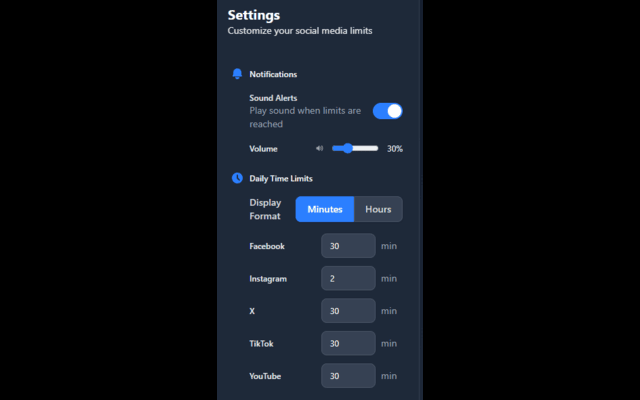 Settings
Customize your social media limits
Notifications
Sound Alerts
Play sound when limits are
reached
Volume 30%
Daily Time Limits
Display
Format
Minutes Hours
Facebook 30 min
Instagram 2 min
X 30 min
TikTok 30 min
YouTube 30 min